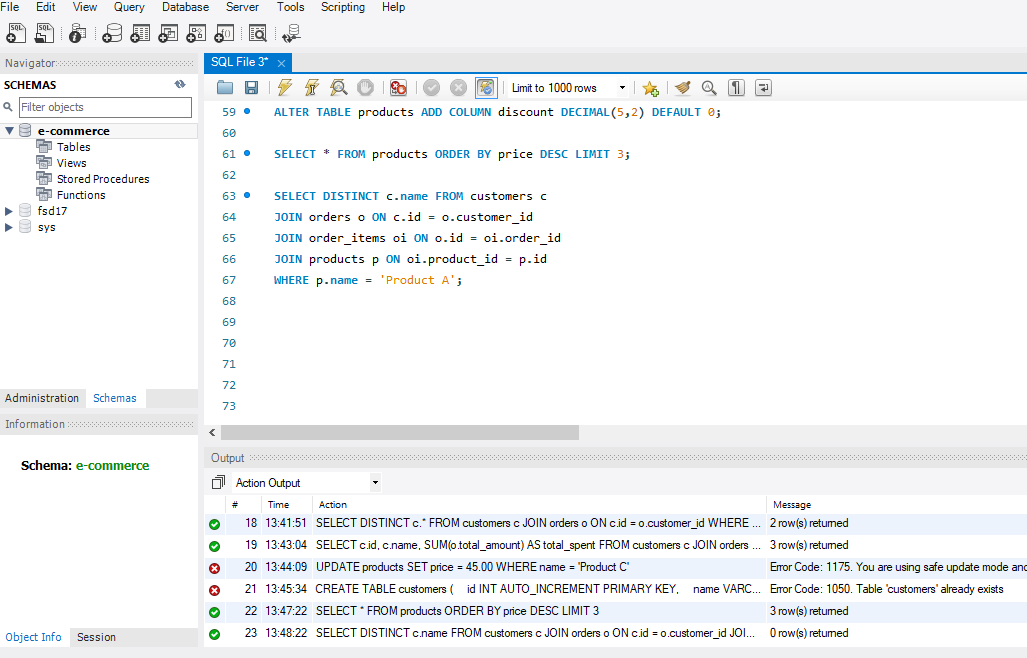 File Edit View Query Database Server Tools Scripting Help
Navigator
SCHEMAS
Filter objects
e-commerce
Tables
Views
Stored Procedures
Functions
fsd17
sys
Administration Schemas
Information
Schema: e-commerce
Object Info Session
SQL File 3*
Limit to 1000 rows
59 ALTER TABLE products ADD COLUMN discount DECIMAL(5,2) DEFAULT 0;
60
61 SELECT * FROM products ORDER BY price DESC LIMIT 3;
62
63 SELECT DISTINCT c.name FROM customers c
64 JOIN orders o ON c.id = o.customer_id
65 JOIN order_items oi ON o.id = oi.order_id
66 JOIN products p ON oi.product_id = p.id
67 WHERE p.name = 'Product A';
68
69
70
71
72
73
Output
Action Output
# Time Action Message
18 13:41:51 SELECT DISTINCT c.* FROM customers c JOIN orders o ON c.id = o.customer_id WHERE ... 2 row(s) returned
19 13:43:04 SELECT c.id, c.name, SUM(o.total_amount) AS total_spent FROM customers c JOIN orders ... 3 row(s) returned
20 13:44:09 UPDATE products SET price = 45.00 WHERE name = 'Product C' Error Code: 1175. You are using safe update mode and
21 13:45:34 CREATE TABLE customers ( id INT AUTO_INCREMENT PRIMARY KEY, name VARC... Error Code: 1050. Table 'customers' already exists
22 13:47:22 SELECT * FROM products ORDER BY price DESC LIMIT 3 3 row(s) returned
23 13:48:22 SELECT DISTINCT c.name FROM customers c JOIN orders o ON c.id = o.customer_id JOI... 0 row(s) returned